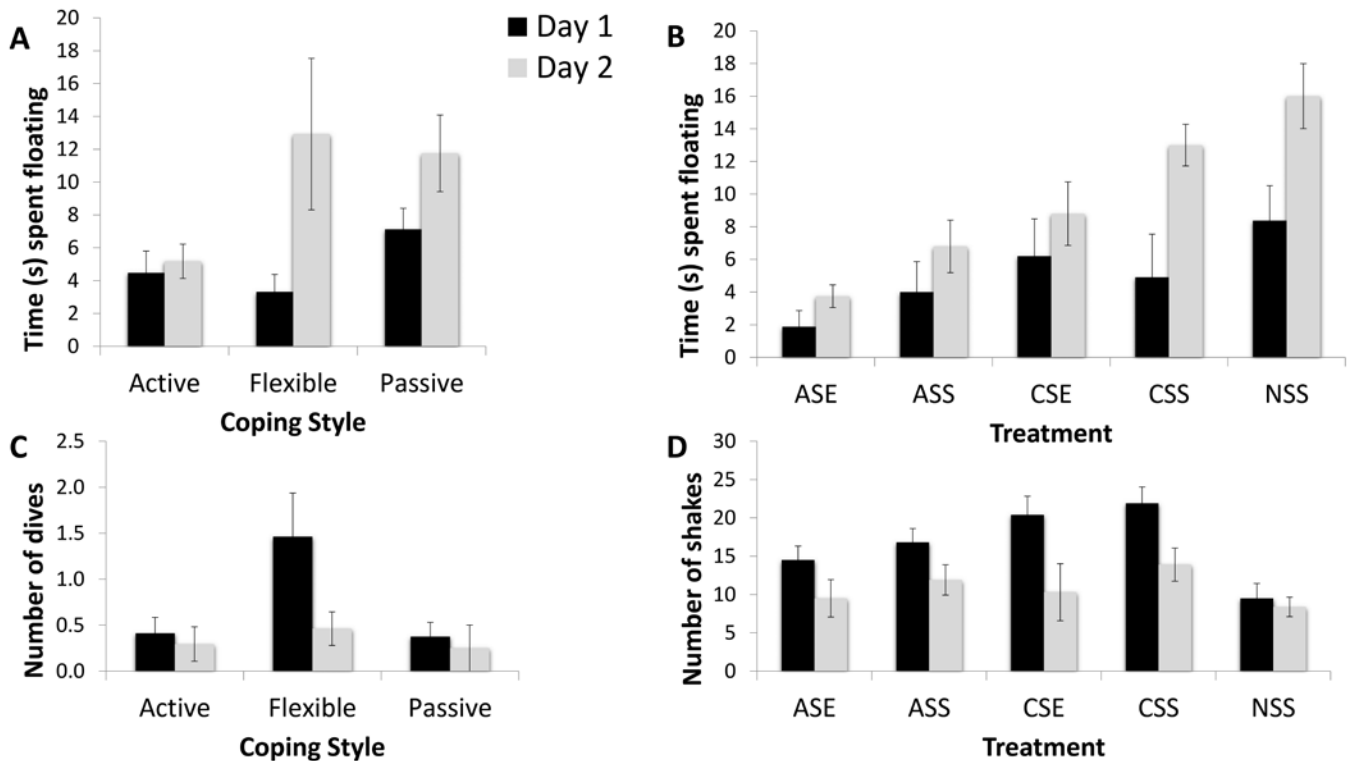 A
Time (s) spent floating
20
18
16
14
12
10
8
6
4
2
0
Active Flexible Passive
Coping Style
Day 1
Day 2
B
Time (s) spent floating
20
18
16
14
12
10
8
6
4
2
0
ASE ASS CSE CSS NSS
Treatment
C
Number of dives
2.5
2.0
1.5
1.0
0.5
0.0
Active Flexible Passive
Coping Style
D
Number of shakes
30
25
20
15
10
5
0
ASE ASS CSE CSS NSS
Treatment